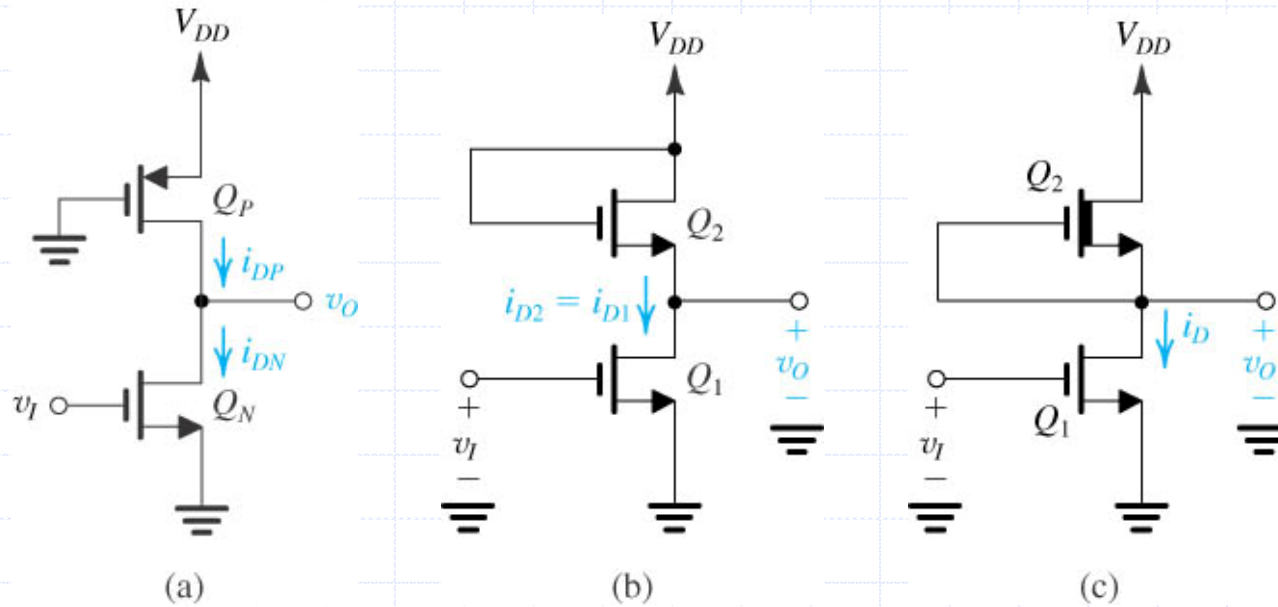 V_DD
Q_P
i_DP
v_O
i_DN
v_I
Q_N
(a)
V_DD
Q_2
i_D2 = i_D1
+
v_O
−
Q_1
+
v_I
−
(b)
V_DD
Q_2
i_D
+
v_O
−
Q_1
+
v_I
−
(c)